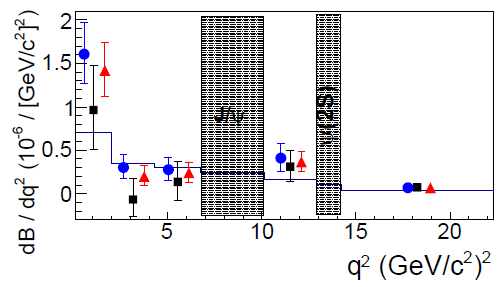 dB / dq² (10⁻⁶ / [GeV/c²]²)
2
1.5
1
0.5
0
J/ψ
ψ(2S)
0
5
10
15
20
q² (GeV/c²)²